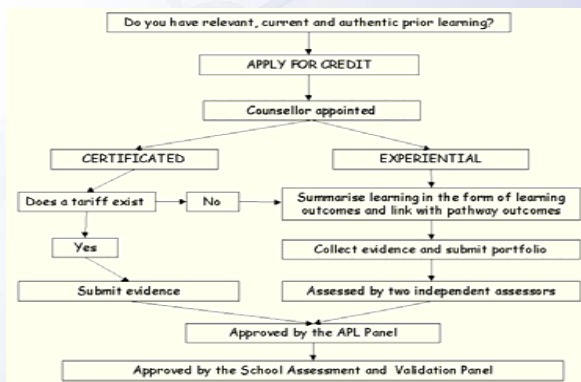 Do you have relevant, current and authentic prior learning?
APPLY FOR CREDIT
Counsellor appointed
CERTIFICATED
EXPERIENTIAL
Does a tariff exist
No
Summarise learning in the form of learning
outcomes and link with pathway outcomes
Yes
Collect evidence and submit portfolio
Submit evidence
Assessed by two independent assessors
Approved by the APL Panel
Approved by the School Assessment and Validation Panel